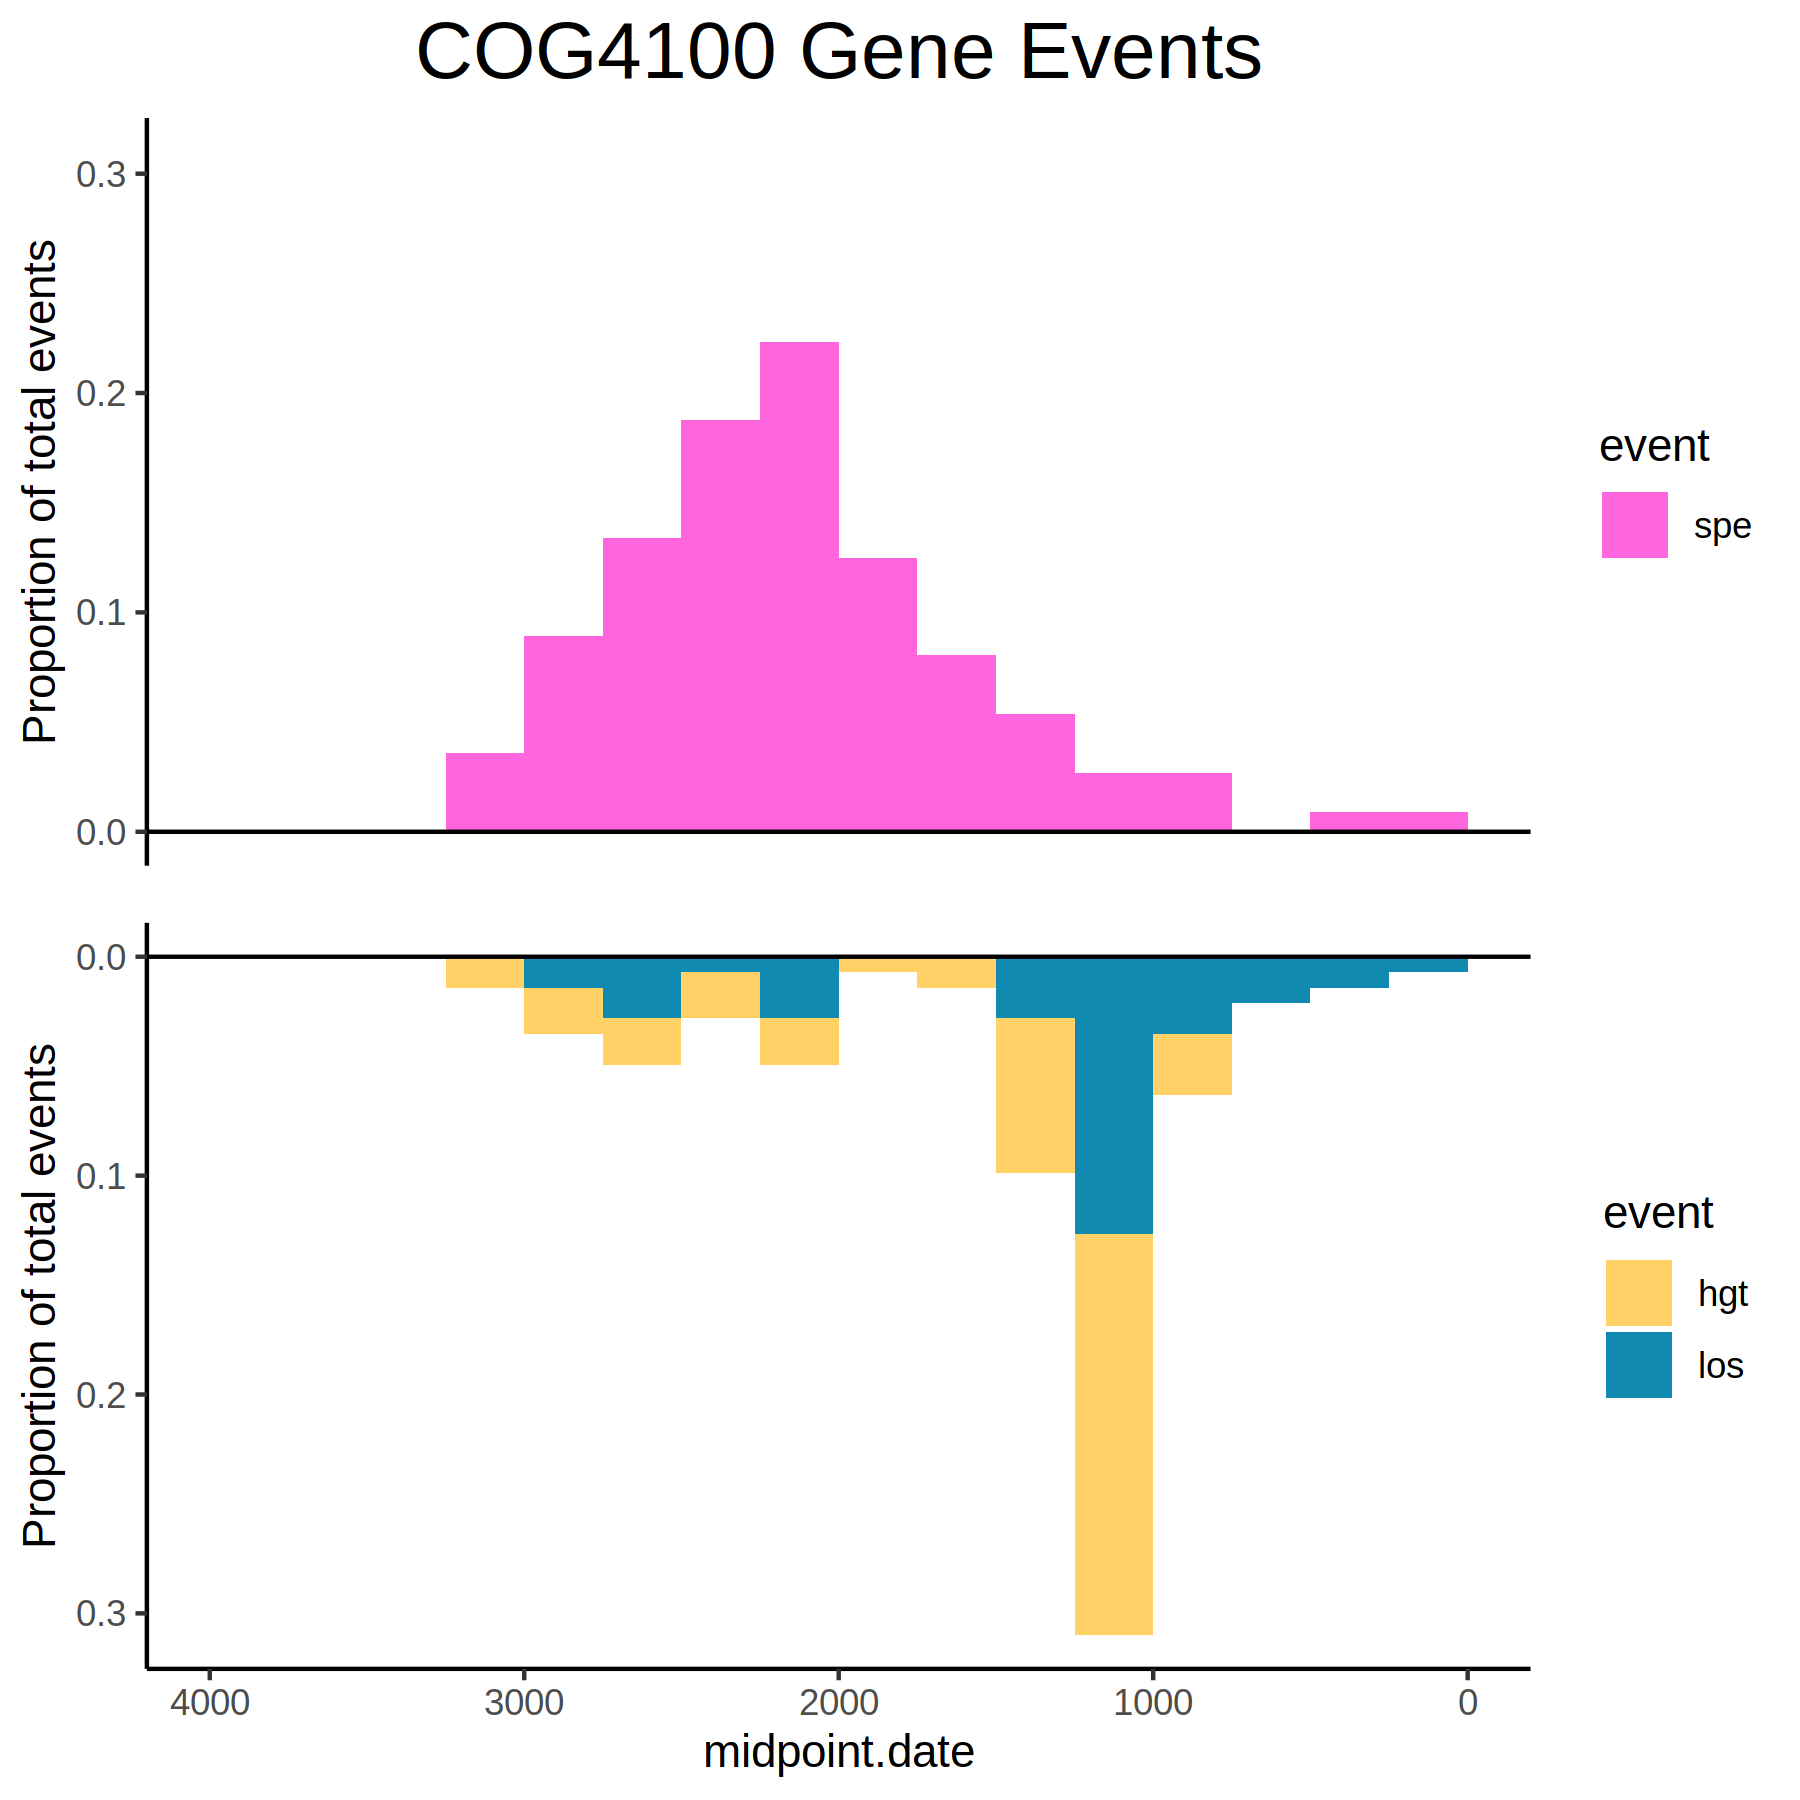 COG4100 Gene Events
Proportion of total events
0.3
0.2
0.1
0.0
event
spe
Proportion of total events
0.0
0.1
0.2
0.3
event
hgt
los
4000 3000 2000 1000 0
midpoint.date